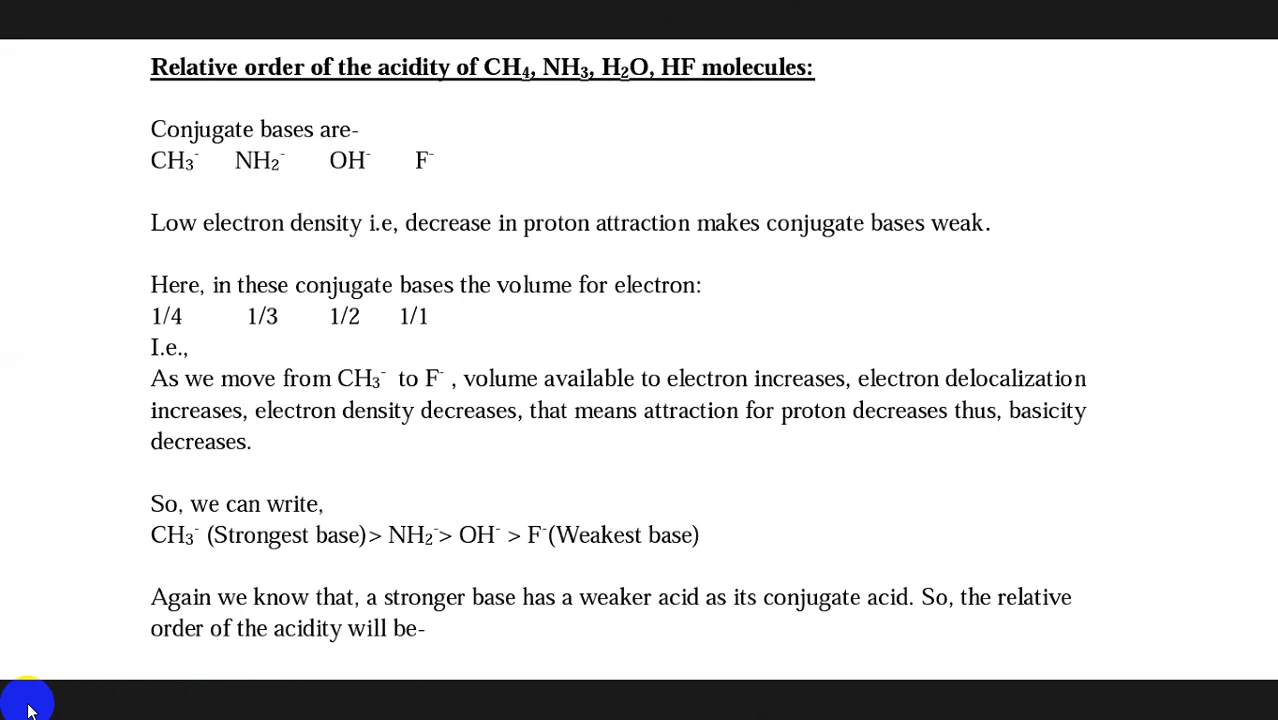 Relative order of the acidity of CH₄, NH₃, H₂O, HF molecules:
Conjugate bases are-
CH₃⁻ NH₂⁻ OH⁻ F⁻
Low electron density i.e, decrease in proton attraction makes conjugate bases weak.
Here, in these conjugate bases the volume for electron:
1/4 1/3 1/2 1/1
I.e.,
As we move from CH₃⁻ to F⁻ , volume available to electron increases, electron delocalization
increases, electron density decreases, that means attraction for proton decreases thus, basicity
decreases.
So, we can write,
CH₃⁻ (Strongest base)> NH₂⁻> OH⁻ > F⁻(Weakest base)
Again we know that, a stronger base has a weaker acid as its conjugate acid. So, the relative
order of the acidity will be-